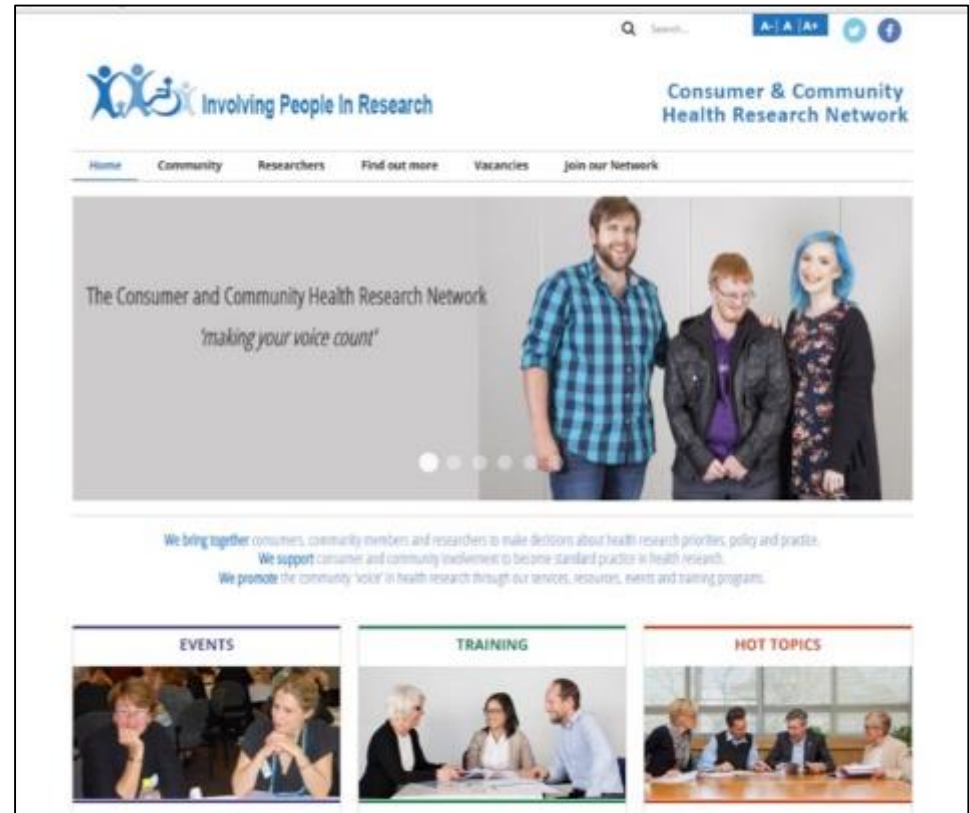 Search...
A- A A+
Involving People In Research
Consumer & Community
Health Research Network
Home Community Researchers Find out more Vacancies Join our Network
The Consumer and Community Health Research Network
'making your voice count'
We bring together consumers, community members and researchers to make decisions about health research priorities, policy and practice.
We support consumer and community involvement to become standard practice in health research.
We promote the community 'voice' in health research through our services, resources, events and training programs.
EVENTS TRAINING HOT TOPICS